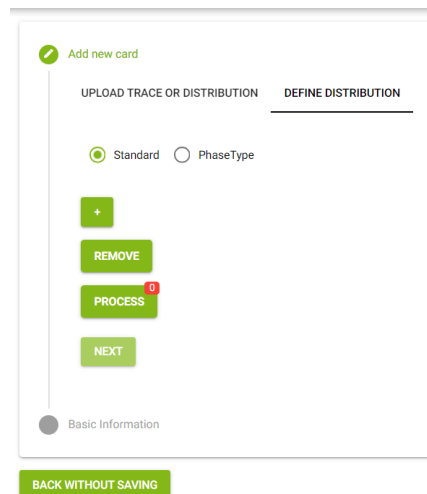 Add new card
UPLOAD TRACE OR DISTRIBUTION DEFINE DISTRIBUTION
Standard PhaseType
+
REMOVE
0
PROCESS
NEXT
Basic Information
BACK WITHOUT SAVING